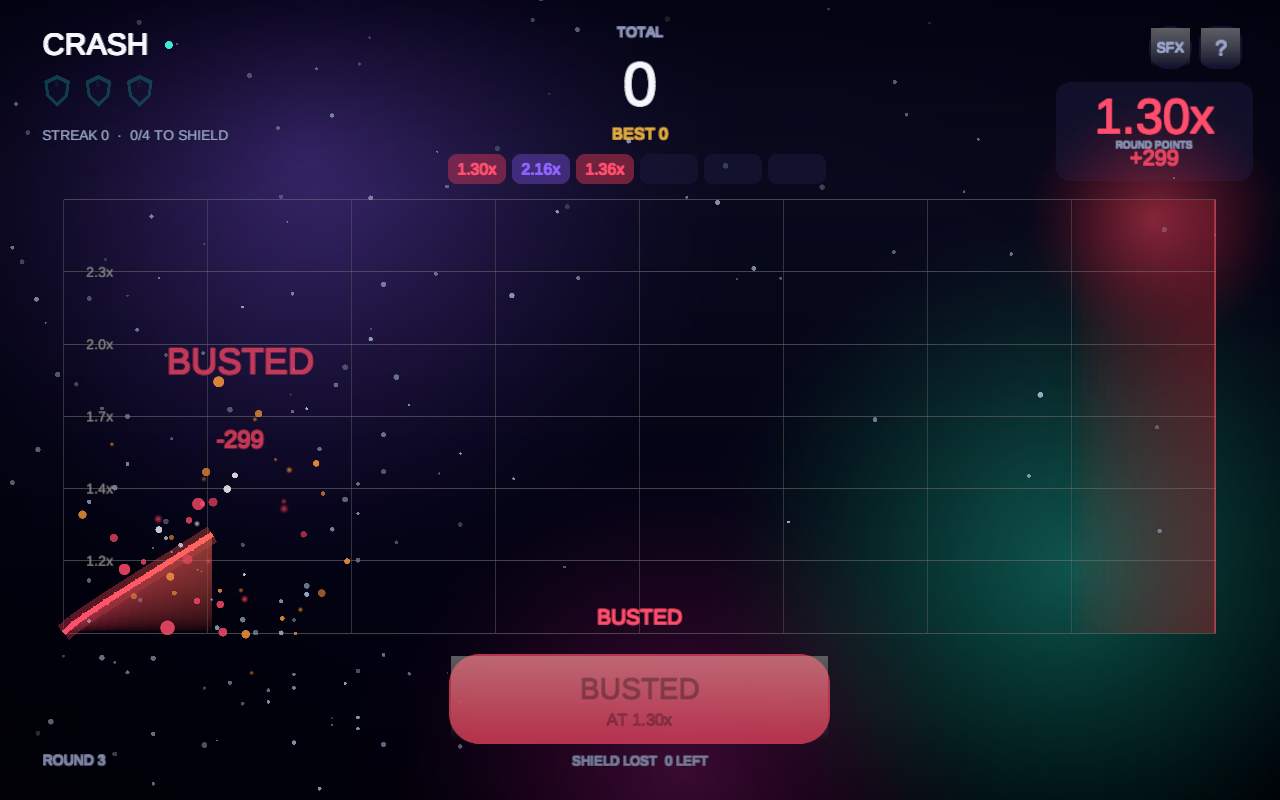 CRASH
STREAK 0 · 0/4 TO SHIELD
TOTAL
0
BEST 0
SFX
?
1.30x
ROUND POINTS
+299
1.30x
2.16x
1.36x
2.3x
2.0x
1.7x
1.4x
1.2x
BUSTED
-299
BUSTED
BUSTED
AT 1.30x
ROUND 3
SHIELD LOST 0 LEFT